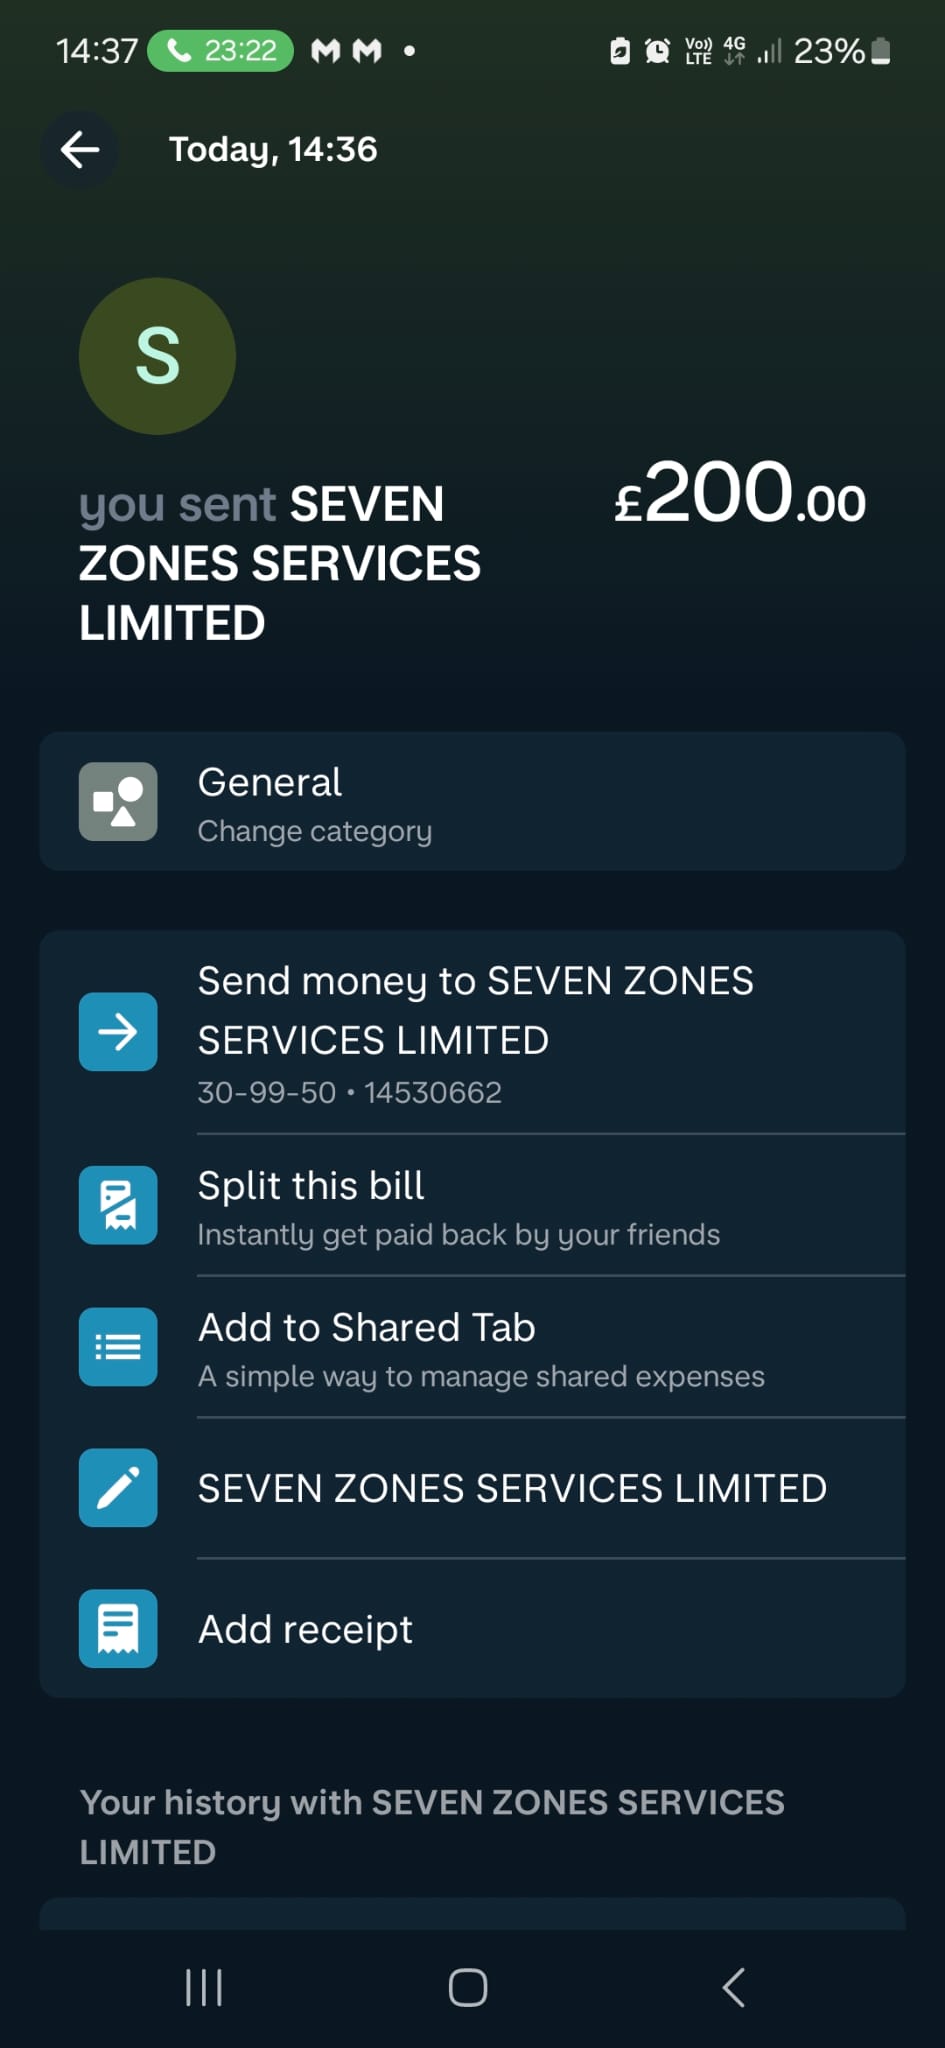 14:37 23:22 Vo)) LTE 4G 23%
Today, 14:36
S
you sent SEVEN £200.00
ZONES SERVICES
LIMITED
General
Change category
Send money to SEVEN ZONES
SERVICES LIMITED
30-99-50 • 14530662
Split this bill
Instantly get paid back by your friends
Add to Shared Tab
A simple way to manage shared expenses
SEVEN ZONES SERVICES LIMITED
Add receipt
Your history with SEVEN ZONES SERVICES
LIMITED